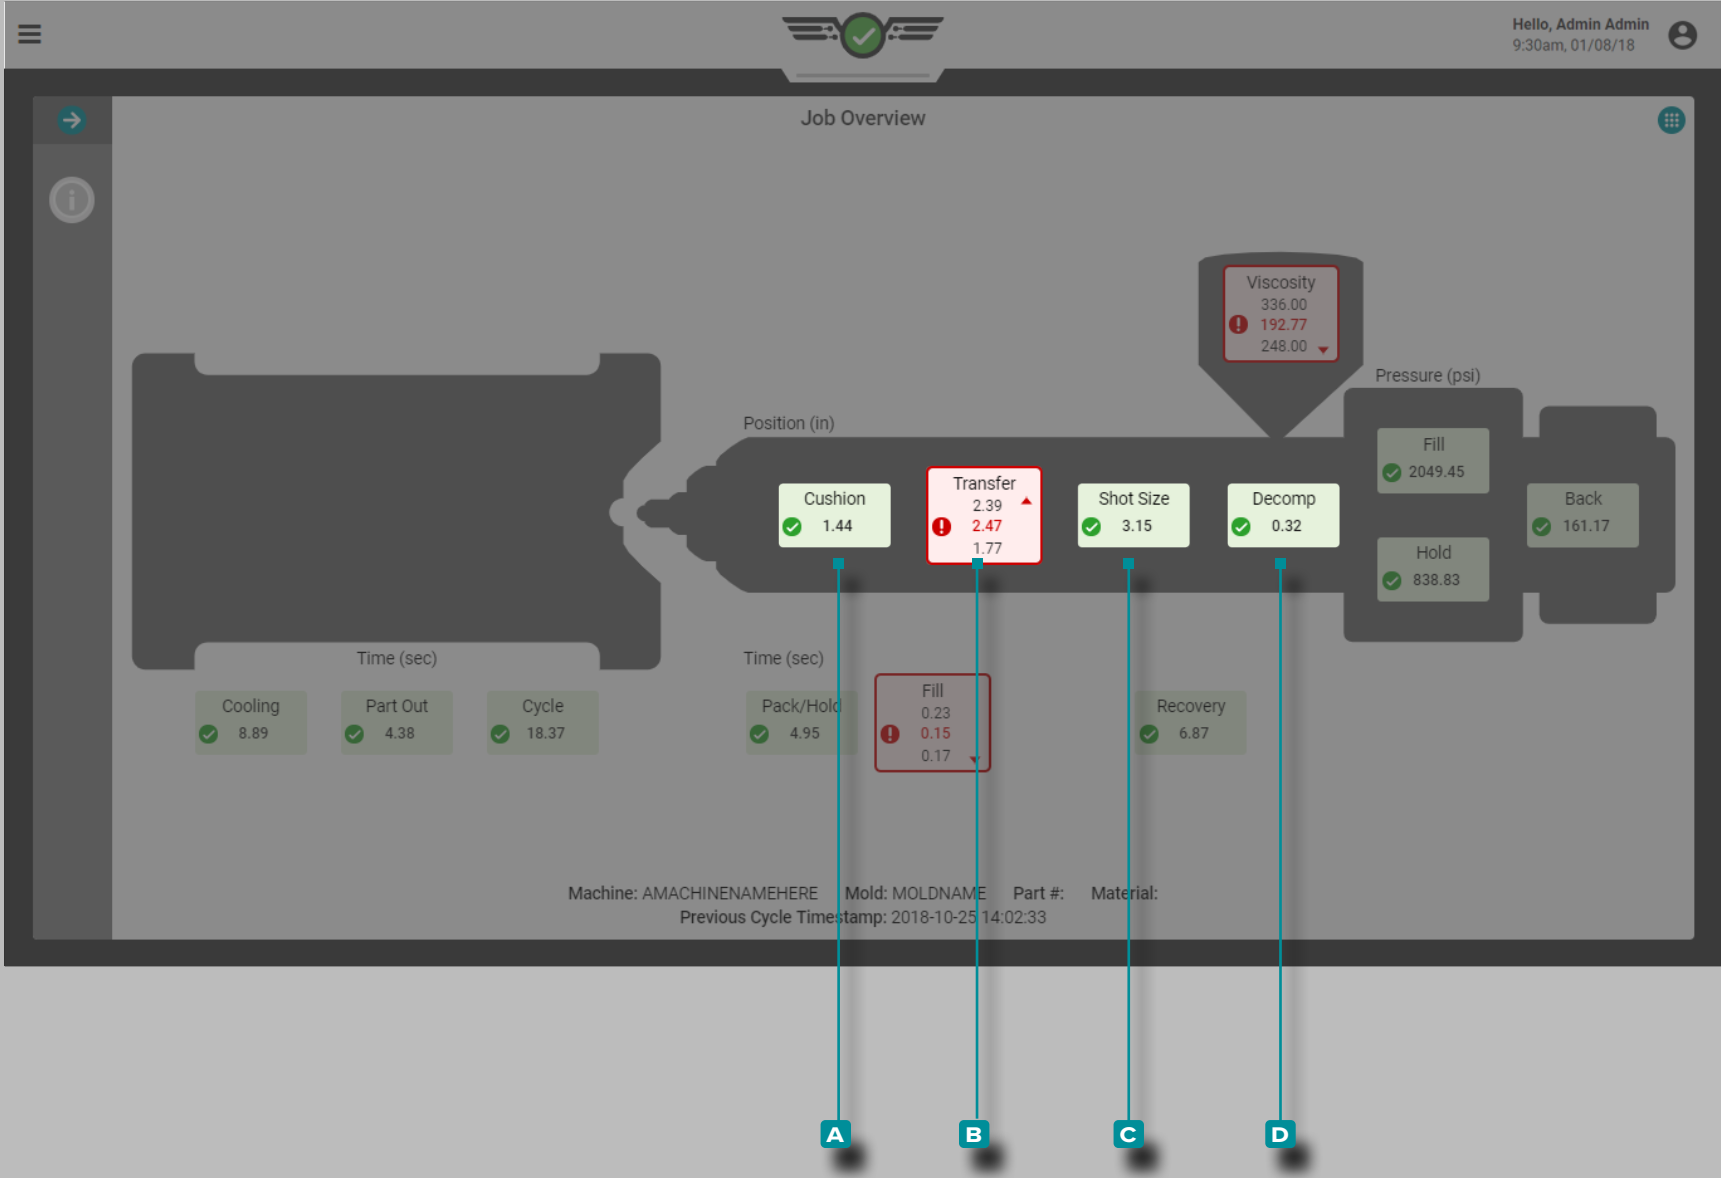 Hello, Admin Admin
9:30am, 01/08/18
Job Overview
Viscosity
336.00
192.77
248.00
Pressure (psi)
Position (in)
Fill
2049.45
Cushion
1.44
Transfer
2.39
2.47
1.77
Shot Size
3.15
Decomp
0.32
Back
161.17
Hold
838.83
Time (sec)
Time (sec)
Cooling
8.89
Part Out
4.38
Cycle
18.37
Pack/Hold
4.95
Fill
0.23
0.15
0.17
Recovery
6.87
Machine: AMACHINENAMEHERE Mold: MOLDNAME Part #: Material:
Previous Cycle Timestamp: 2018-10-25 14:02:33
A B C D